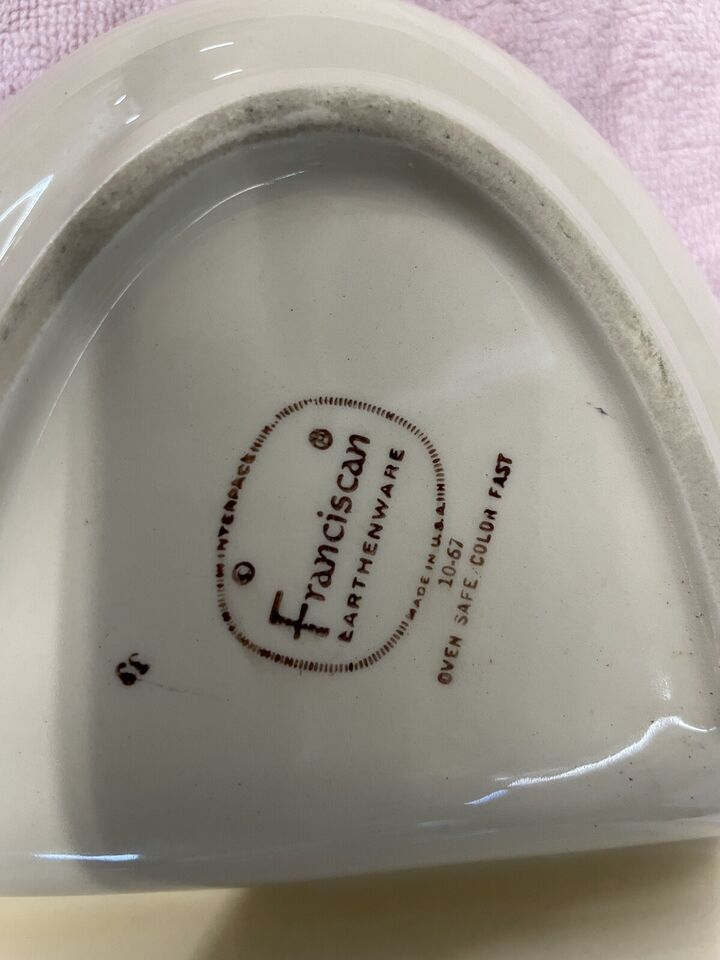 INTERPACE
®
©
Franciscan
EARTHENWARE
MADE IN U.S.A.
10-67
OVEN SAFE COLOR FAST